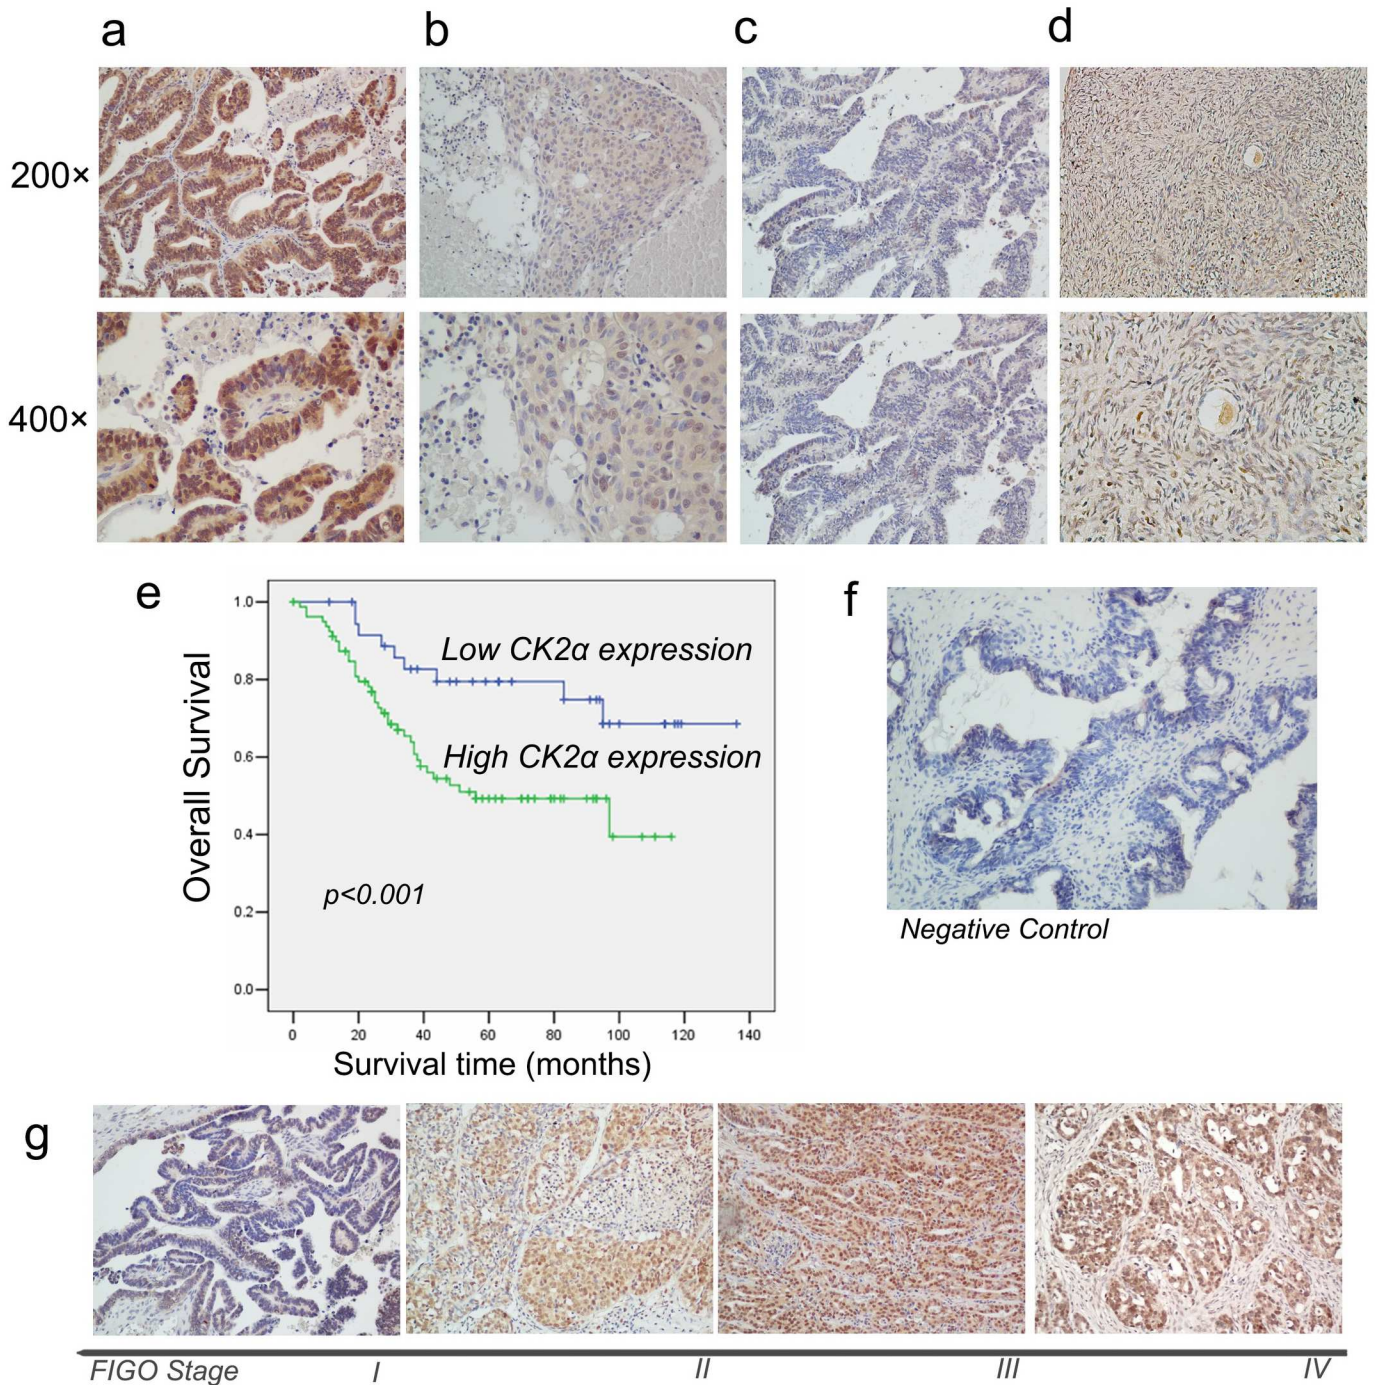 a b c d
200×
400×
e
f
1.0
0.8
0.6
0.4
0.2
0.0
Overall Survival
Low CK2α expression
High CK2α expression
p<0.001
0 20 40 60 80 100 120 140
Survival time (months)
Negative Control
g
FIGO Stage I II III IV